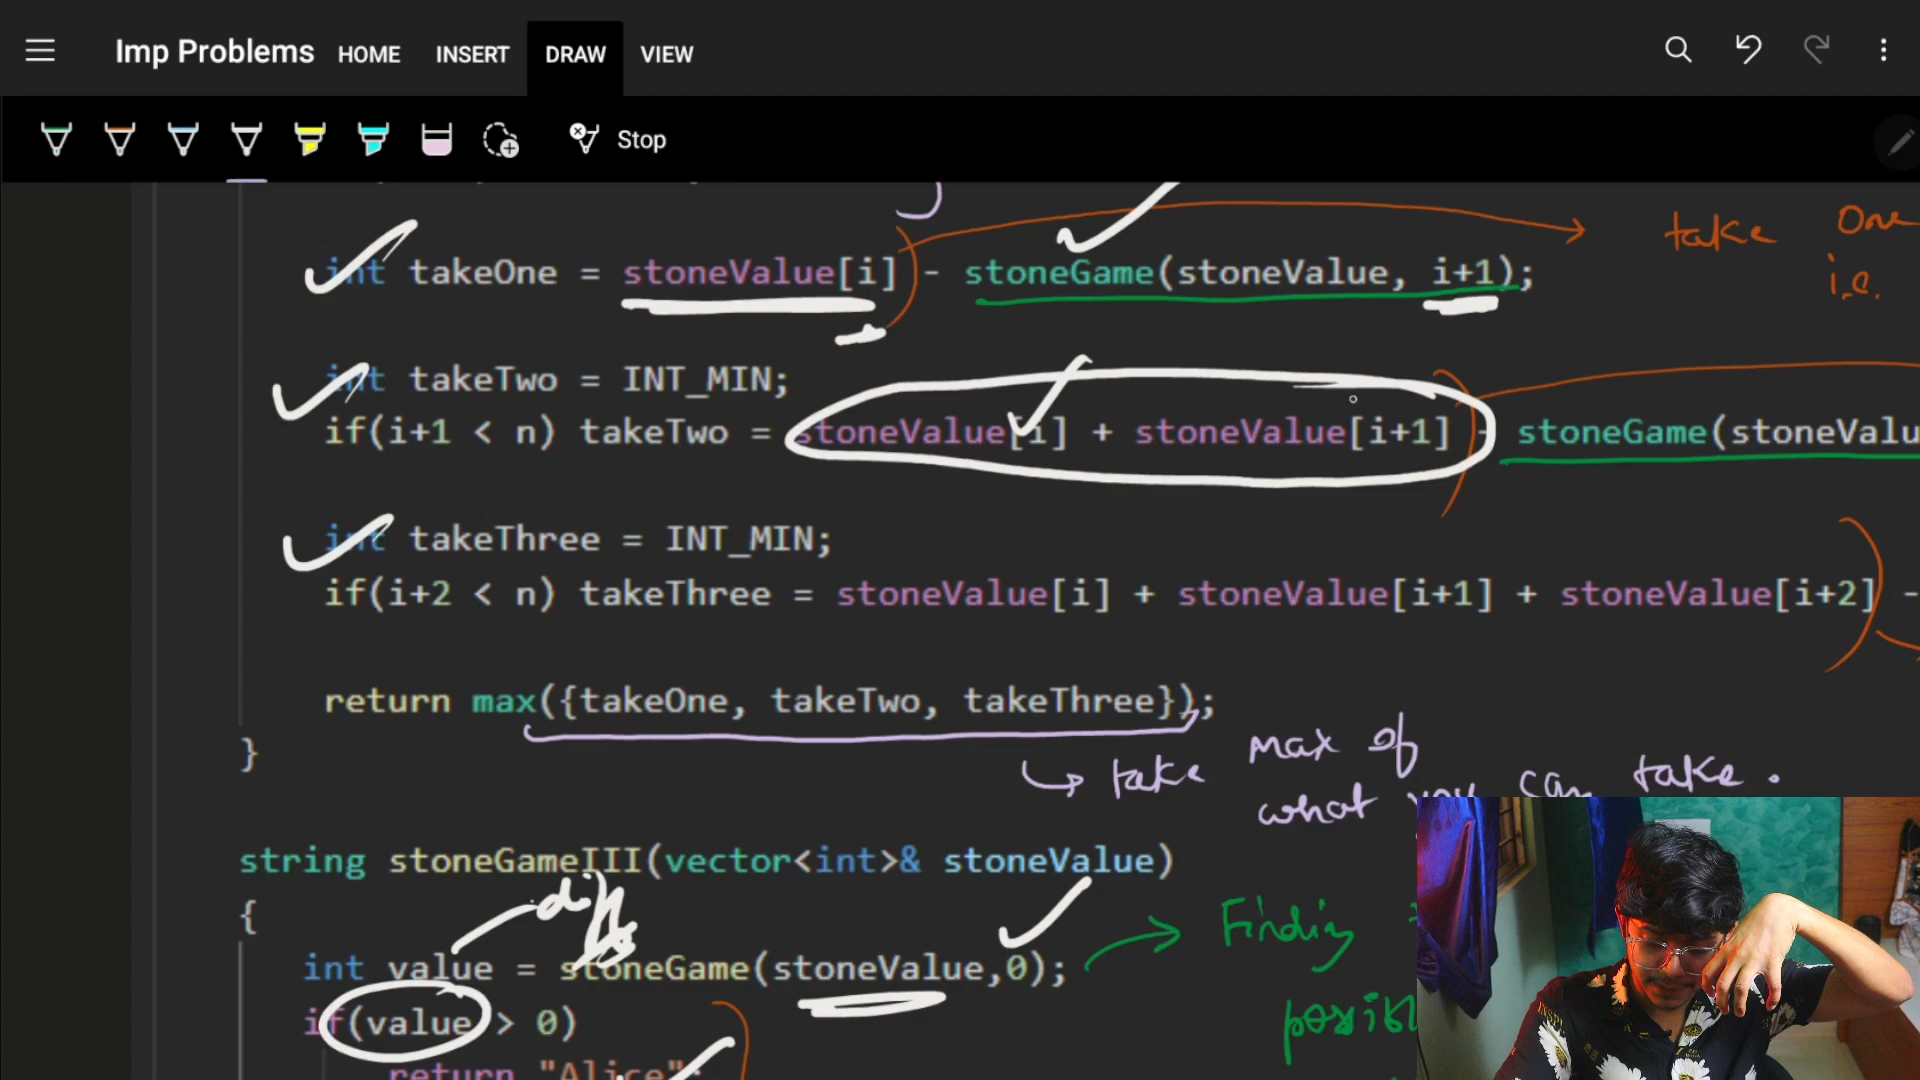 Imp Problems HOME INSERT DRAW VIEW
Stop
int takeOne = stoneValue[i] - stoneGame(stoneValue, i+1);
take One
i.e.
int takeTwo = INT_MIN;
if(i+1 < n) takeTwo = stoneValue[i] + stoneValue[i+1] - stoneGame(stoneValu
int takeThree = INT_MIN;
if(i+2 < n) takeThree = stoneValue[i] + stoneValue[i+1] + stoneValue[i+2] -
return max({takeOne, takeTwo, takeThree});
}
take max of
what you can take.
string stoneGameIII(vector<int>& stoneValue)
{
diff
Finding
int value = stoneGame(stoneValue,0);
if(value > 0)
return "Alice";